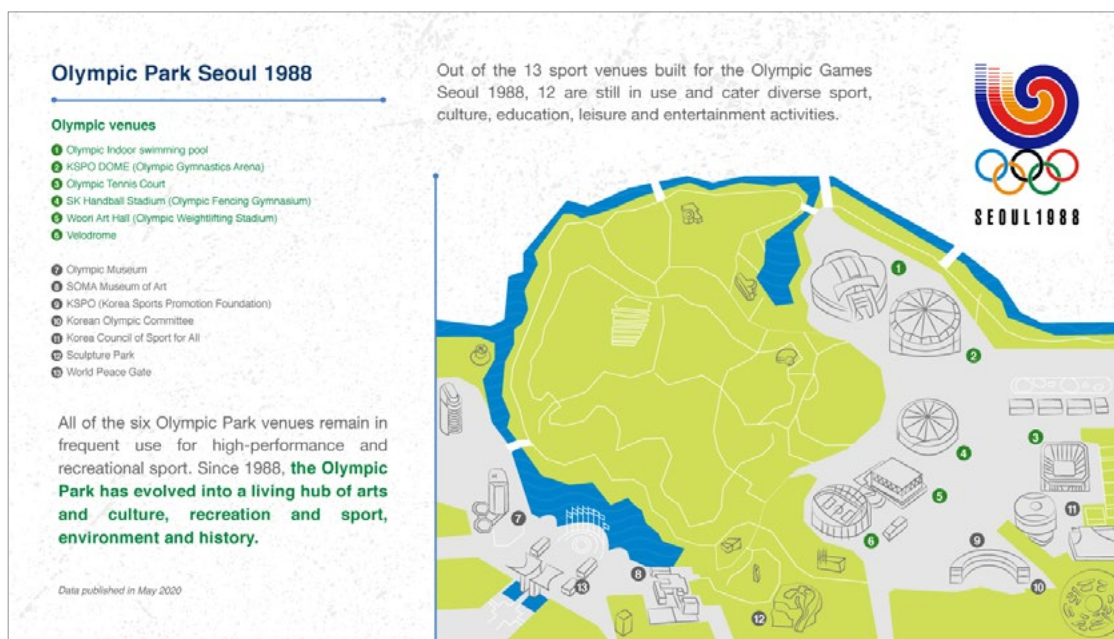 Olympic Park Seoul 1988
Olympic venues
1 Olympic Indoor swimming pool
2 KSPO DOME (Olympic Gymnastics Arena)
3 Olympic Tennis Court
4 SK Handball Stadium (Olympic Fencing Gymnasium)
5 Woori Art Hall (Olympic Weightlifting Stadium)
6 Velodrome
7 Olympic Museum
8 SOMA Museum of Art
9 KSPO (Korea Sports Promotion Foundation)
10 Korean Olympic Committee
11 Korea Council of Sport for All
12 Sculpture Park
13 World Peace Gate
All of the six Olympic Park venues remain in
frequent use for high-performance and
recreational sport. Since 1988, the Olympic
Park has evolved into a living hub of arts
and culture, recreation and sport,
environment and history.
Data published in May 2020
Out of the 13 sport venues built for the Olympic Games
Seoul 1988, 12 are still in use and cater diverse sport,
culture, education, leisure and entertainment activities.
SEOUL1988
1
2
3
4
5
6
7
8
9
10
11
12
13